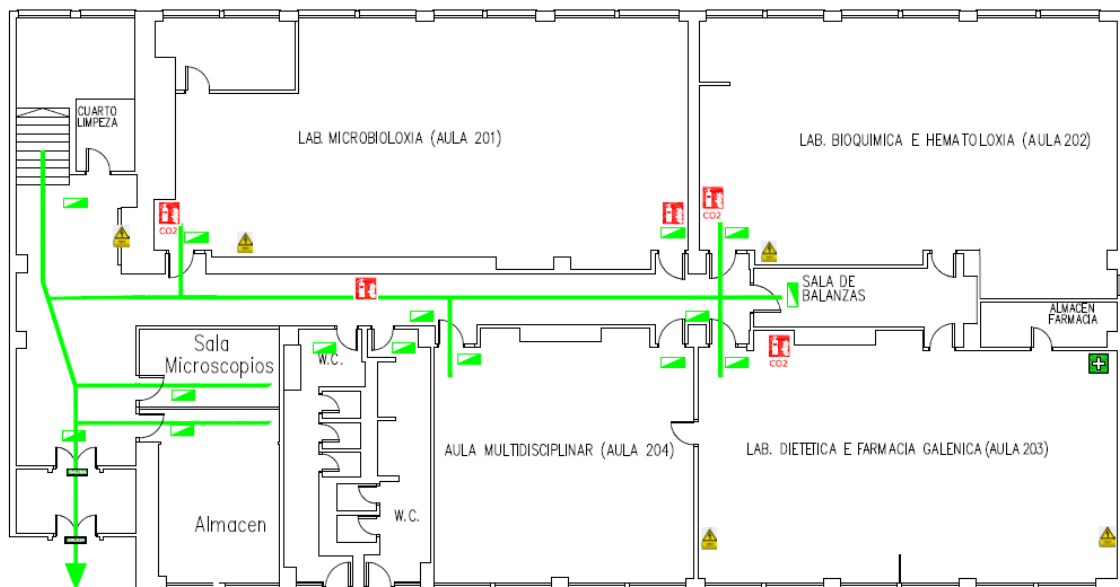 CUARTO
LIMPEZA
LAB. MICROBIOLOXIA (AULA 201)
LAB. BIOQUIMICA E HEMATOLOXIA (AULA 202)
CO2
CO2
CO2
SALA DE
BALANZAS
ALMACEN
FARMACIA
Sala
Microscopios
W.C.
CO2
AULA MULTIDISCIPLINAR (AULA 204)
LAB. DIETETICA E FARMACIA GALENICA (AULA 203)
Almacen
W.C.